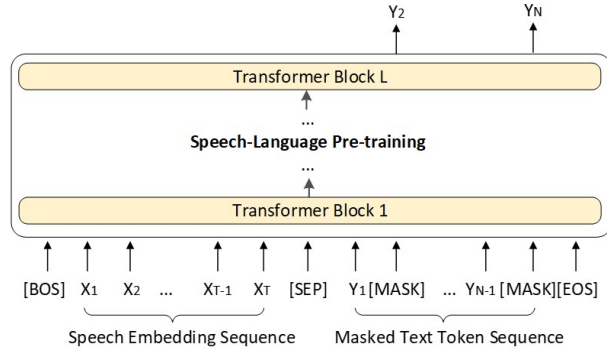 Y2 YN
Transformer Block L
...
Speech-Language Pre-training
...
Transformer Block 1
[BOS] X1 X2 ... XT-1 XT [SEP] Y1 [MASK] ... YN-1 [MASK] [EOS]
Speech Embedding Sequence Masked Text Token Sequence